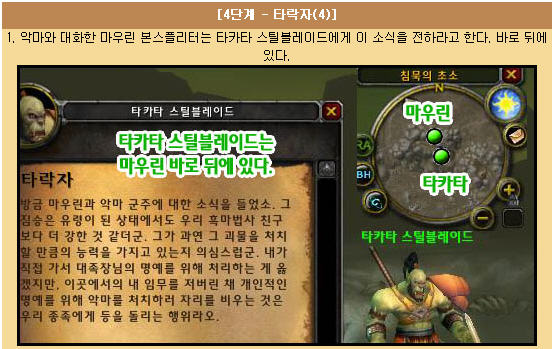 [4단계 - 타락자(4)]
1. 악마와 대화한 마우린 본스플리터는 타카타 스틸블레이드에게 이 소식을 전하라고 한다. 바로 뒤에
있다.
타카타 스틸블레이드
타카타 스틸블레이드는
마우린 바로 뒤에 있다.
타락자
방금 마우린과 악마 군주에 대한 소식을 들었소. 그
짐승은 유령이 된 상태에서도 우리 흑마법사 친구
보다 더 강한 것 같더군. 그가 과연 그 괴물을 처치
할 만큼의 능력을 가지고 있는지 의심스럽군. 내가
직접 가서 대족장님의 명예를 위해 처리하는 게 옳
겠지만, 이곳에서의 내 임무를 저버린 채 개인적인
명예를 위해 악마를 처치하러 자리를 비우는 것은
우리 종족에게 등을 돌리는 행위라오.
침묵의 초소
N
마우린
타카타
RA
BH
타카타 스틸블레이드